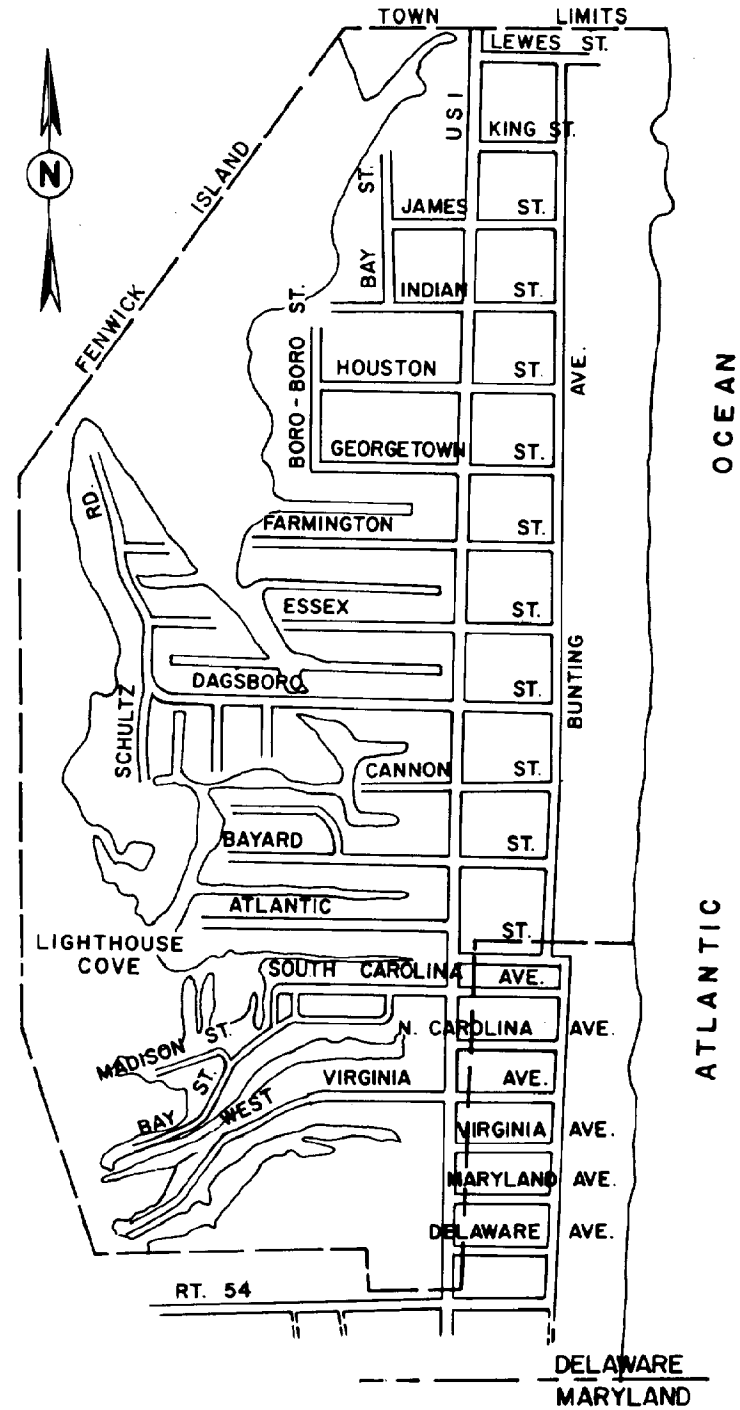 TOWN LIMITS
LEWES ST.
N
US 1
KING ST.
ISLAND
BAY ST.
JAMES ST.
INDIAN ST.
FENWICK
BORO-BORO ST.
HOUSTON ST.
AVE.
OCEAN
GEORGETOWN ST.
RD.
FARMINGTON ST.
ESSEX ST.
BUNTING
DAGSBORO ST.
SCHULTZ
CANNON ST.
BAYARD ST.
ATLANTIC ST.
LIGHTHOUSE
COVE
SOUTH CAROLINA AVE.
ATLANTIC
N. CAROLINA AVE.
MADISON ST.
VIRGINIA AVE.
BAY ST.
WEST
VIRGINIA AVE.
MARYLAND AVE.
DELAWARE AVE.
RT. 54
DELAWARE
MARYLAND